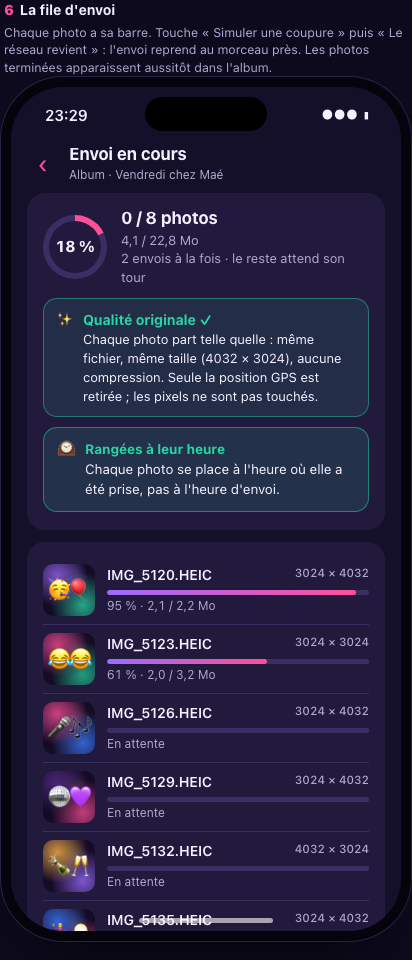 6 La file d'envoi
Chaque photo a sa barre. Touche « Simuler une coupure » puis « Le
réseau revient » : l'envoi reprend au morceau près. Les photos
terminées apparaissent aussitôt dans l'album.
23:29
Envoi en cours
Album · Vendredi chez Maé
18 %
0 / 8 photos
4,1 / 22,8 Mo
2 envois à la fois · le reste attend son
tour
Qualité originale ✓
Chaque photo part telle quelle : même
fichier, même taille (4032 × 3024), aucune
compression. Seule la position GPS est
retirée ; les pixels ne sont pas touchés.
Rangées à leur heure
Chaque photo se place à l'heure où elle a
été prise, pas à l'heure d'envoi.
IMG_5120.HEIC 3024 × 4032
95 % · 2,1 / 2,2 Mo
IMG_5123.HEIC 3024 × 3024
61 % · 2,0 / 3,2 Mo
IMG_5126.HEIC 3024 × 4032
En attente
IMG_5129.HEIC 3024 × 4032
En attente
IMG_5132.HEIC 4032 × 3024
En attente
IMG_5135.HEIC 3024 × 4032